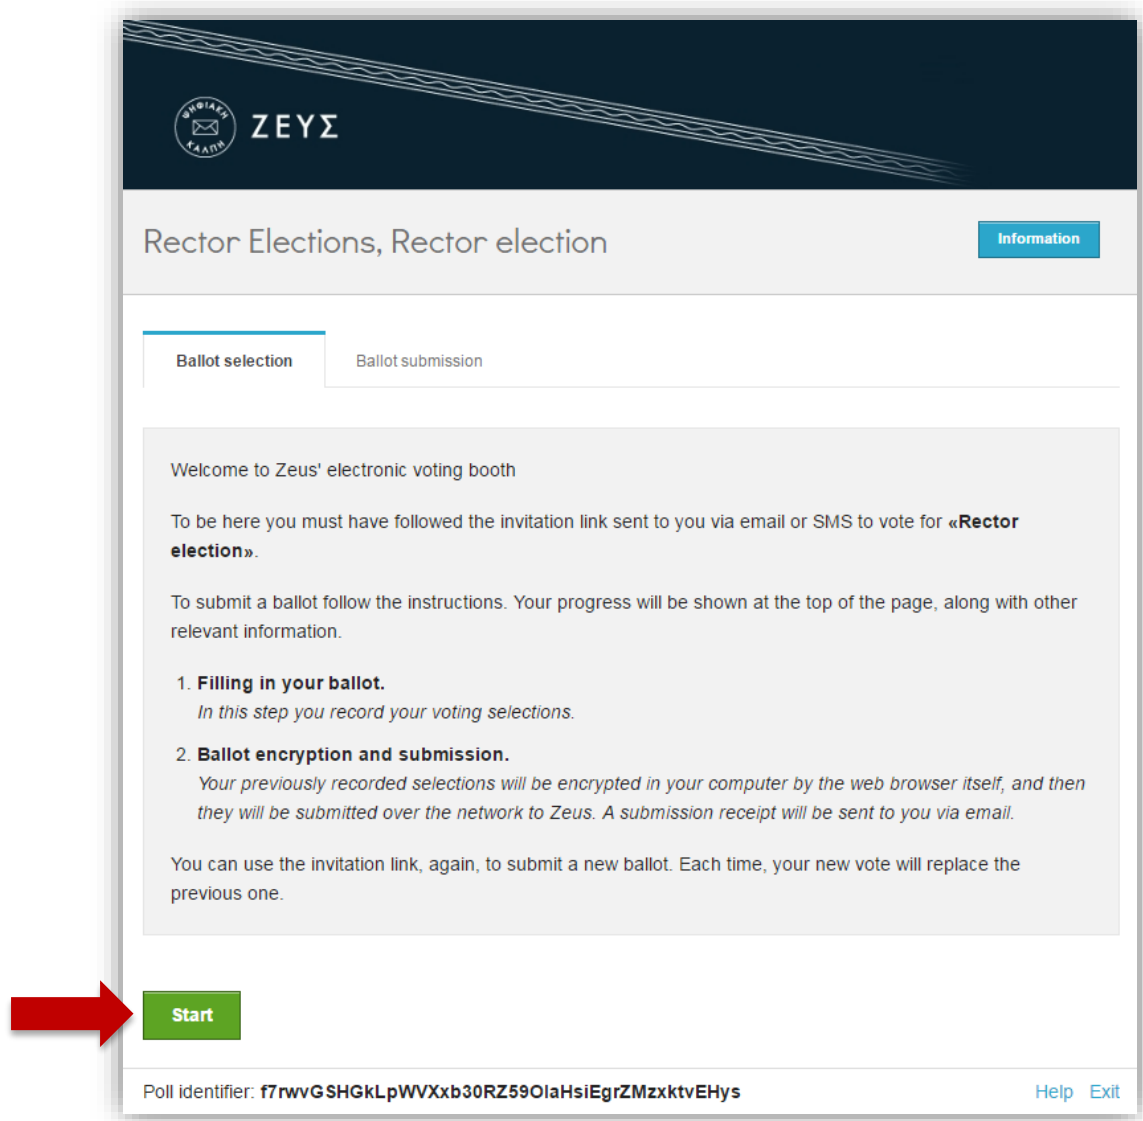 ΨΗΦΙΑΚΗ
ΚΑΛΠΗ
ΖΕΥΣ
Rector Elections, Rector election
Information
Ballot selection
Ballot submission
Welcome to Zeus' electronic voting booth
To be here you must have followed the invitation link sent to you via email or SMS to vote for «Rector
election».
To submit a ballot follow the instructions. Your progress will be shown at the top of the page, along with other
relevant information.
1. Filling in your ballot.
In this step you record your voting selections.
2. Ballot encryption and submission.
Your previously recorded selections will be encrypted in your computer by the web browser itself, and then
they will be submitted over the network to Zeus. A submission receipt will be sent to you via email.
You can use the invitation link, again, to submit a new ballot. Each time, your new vote will replace the
previous one.
Start
Poll identifier: f7rwvGSHGkLpWVXxb30RZ59OlaHsiEgrZMzxktvEHys
Help Exit